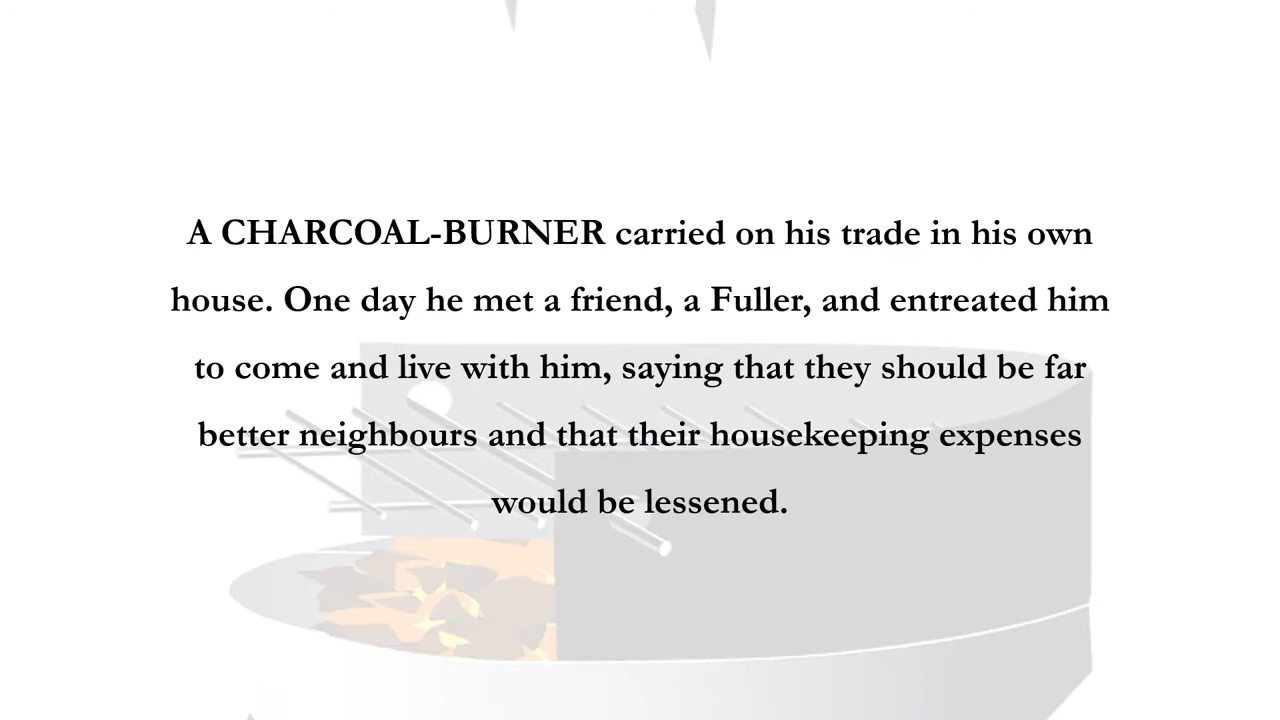 A CHARCOAL-BURNER carried on his trade in his own
house. One day he met a friend, a Fuller, and entreated him
to come and live with him, saying that they should be far
better neighbours and that their housekeeping expenses
would be lessened.